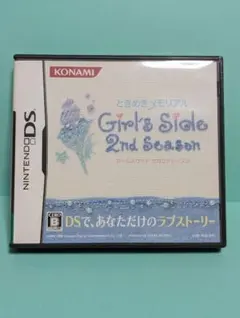 KONAMI
NINTENDO DS
ときめきメモリアル
Girl's Side
2nd Season
ガールズサイド セカンドシーズン
B
DSで、あなただけのラブストーリー